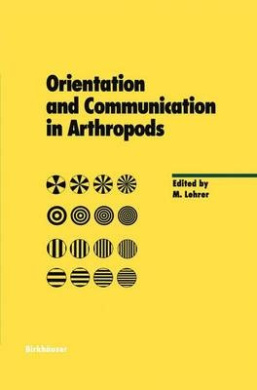 Orientation
and Communication
in Arthropods
Edited by
M. Lehrer
Birkhäuser